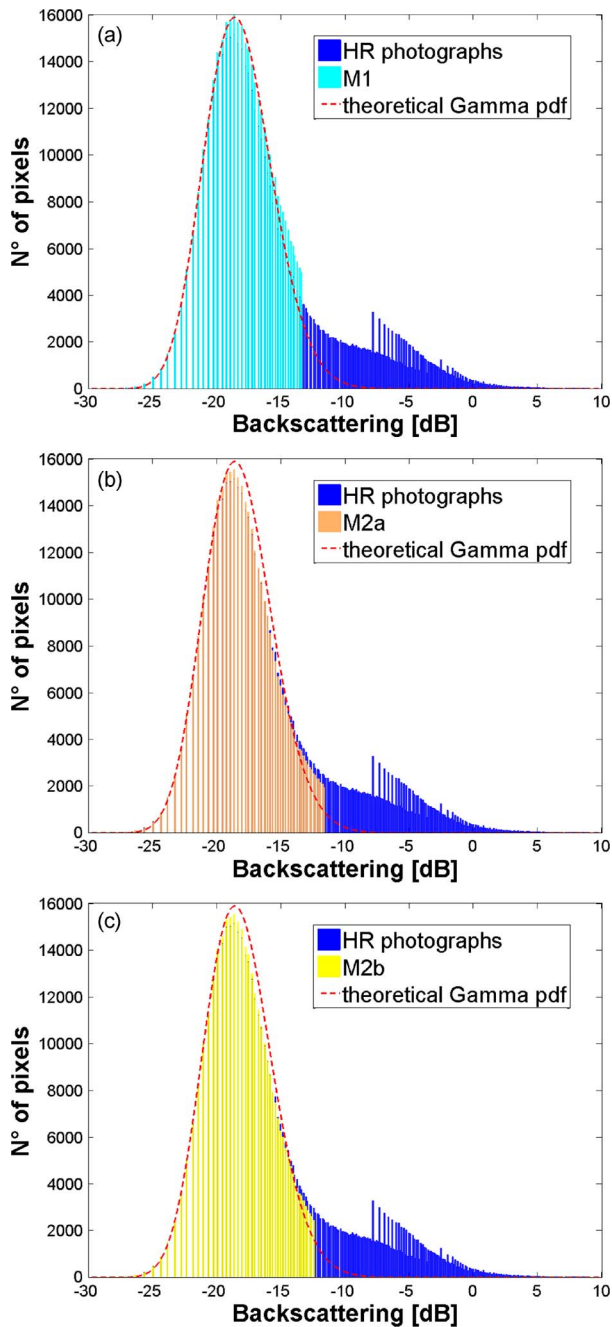 (a)
16000
14000
12000
10000
8000
6000
4000
2000
0
N° of pixels
HR photographs
M1
theoretical Gamma pdf
-30 -25 -20 -15 -10 -5 0 5 10
Backscattering [dB]
(b)
16000
14000
12000
10000
8000
6000
4000
2000
0
N° of pixels
HR photographs
M2a
theoretical Gamma pdf
-30 -25 -20 -15 -10 -5 0 5 10
Backscattering [dB]
(c)
16000
14000
12000
10000
8000
6000
4000
2000
0
N° of pixels
HR photographs
M2b
theoretical Gamma pdf
-30 -25 -20 -15 -10 -5 0 5 10
Backscattering [dB]